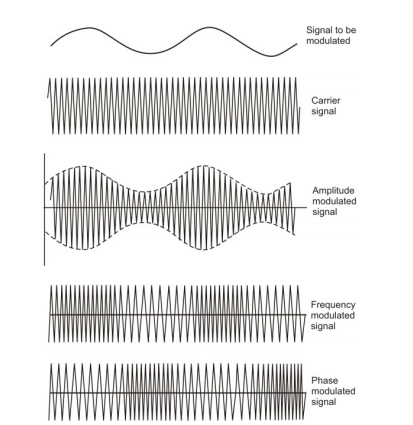 Signal to be
modulated
Carrier
signal
Amplitude
modulated
signal
Frequency
modulated
signal
Phase
modulated
signal